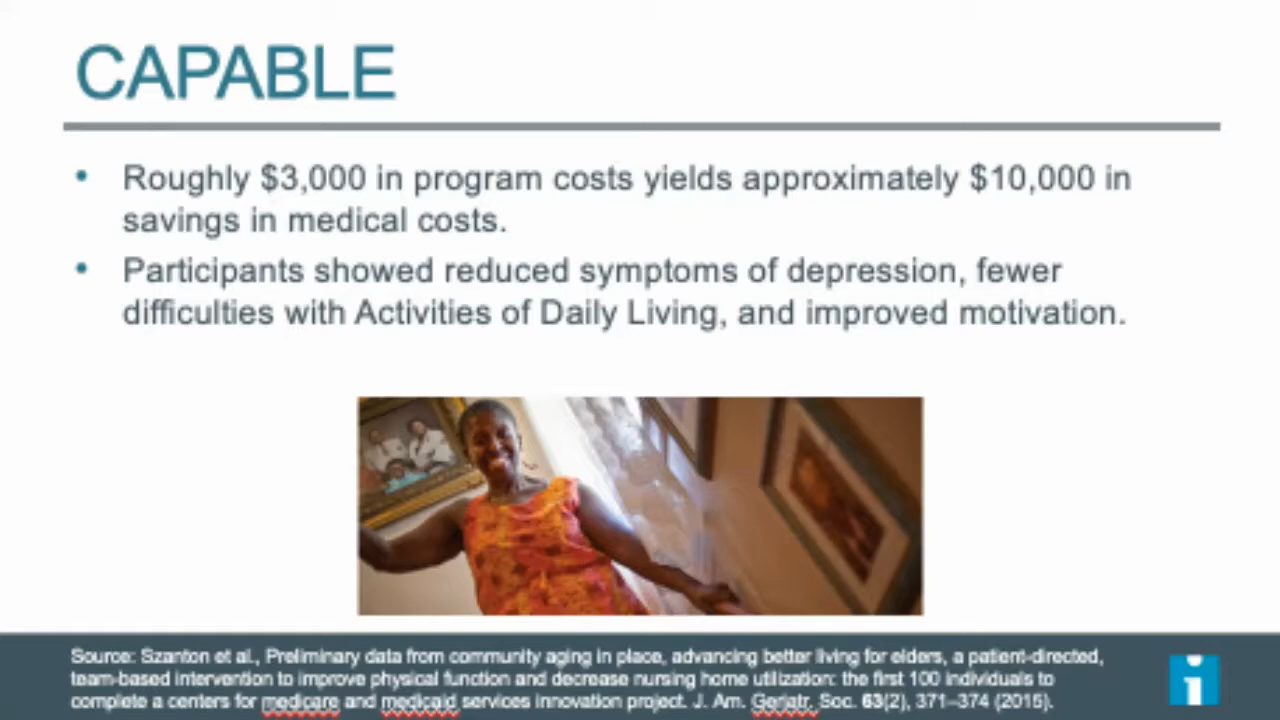 CAPABLE
• Roughly $3,000 in program costs yields approximately $10,000 in
savings in medical costs.
• Participants showed reduced symptoms of depression, fewer
difficulties with Activities of Daily Living, and improved motivation.
Source: Szanton et al., Preliminary data from community aging in place, advancing better living for elders, a patient-directed,
team-based intervention to improve physical function and decrease nursing home utilization: the first 100 individuals to
complete a centers for medicare and medicaid services innovation project. J. Am. Geriatr. Soc. 63(2), 371–374 (2015).
i